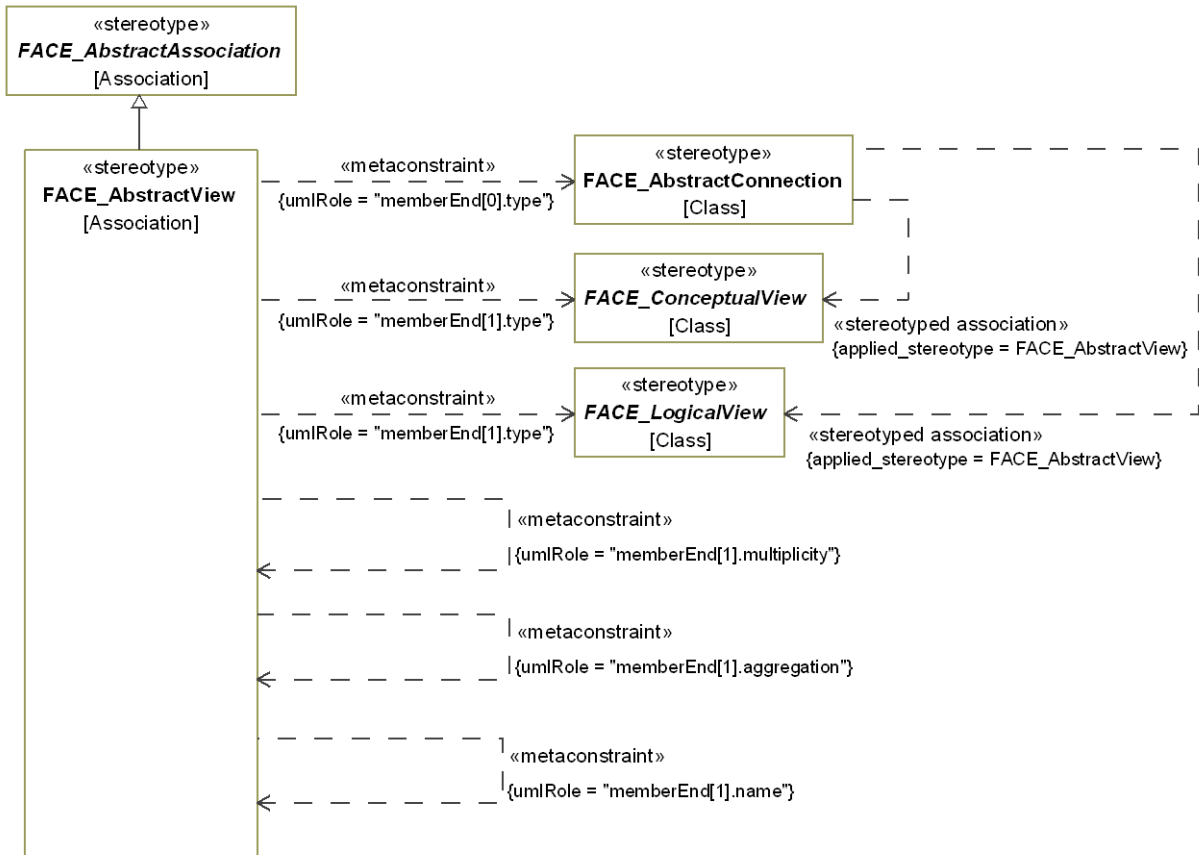 «stereotype»
FACE_AbstractAssociation
[Association]
«stereotype»
FACE_AbstractView
[Association]
«metaconstraint»
{umlRole = "memberEnd[0].type"}
«stereotype»
FACE_AbstractConnection
[Class]
«metaconstraint»
{umlRole = "memberEnd[1].type"}
«stereotype»
FACE_ConceptualView
[Class]
«stereotyped association»
{applied_stereotype = FACE_AbstractView}
«metaconstraint»
{umlRole = "memberEnd[1].type"}
«stereotype»
FACE_LogicalView
[Class]
«stereotyped association»
{applied_stereotype = FACE_AbstractView}
«metaconstraint»
{umlRole = "memberEnd[1].multiplicity"}
«metaconstraint»
{umlRole = "memberEnd[1].aggregation"}
«metaconstraint»
{umlRole = "memberEnd[1].name"}